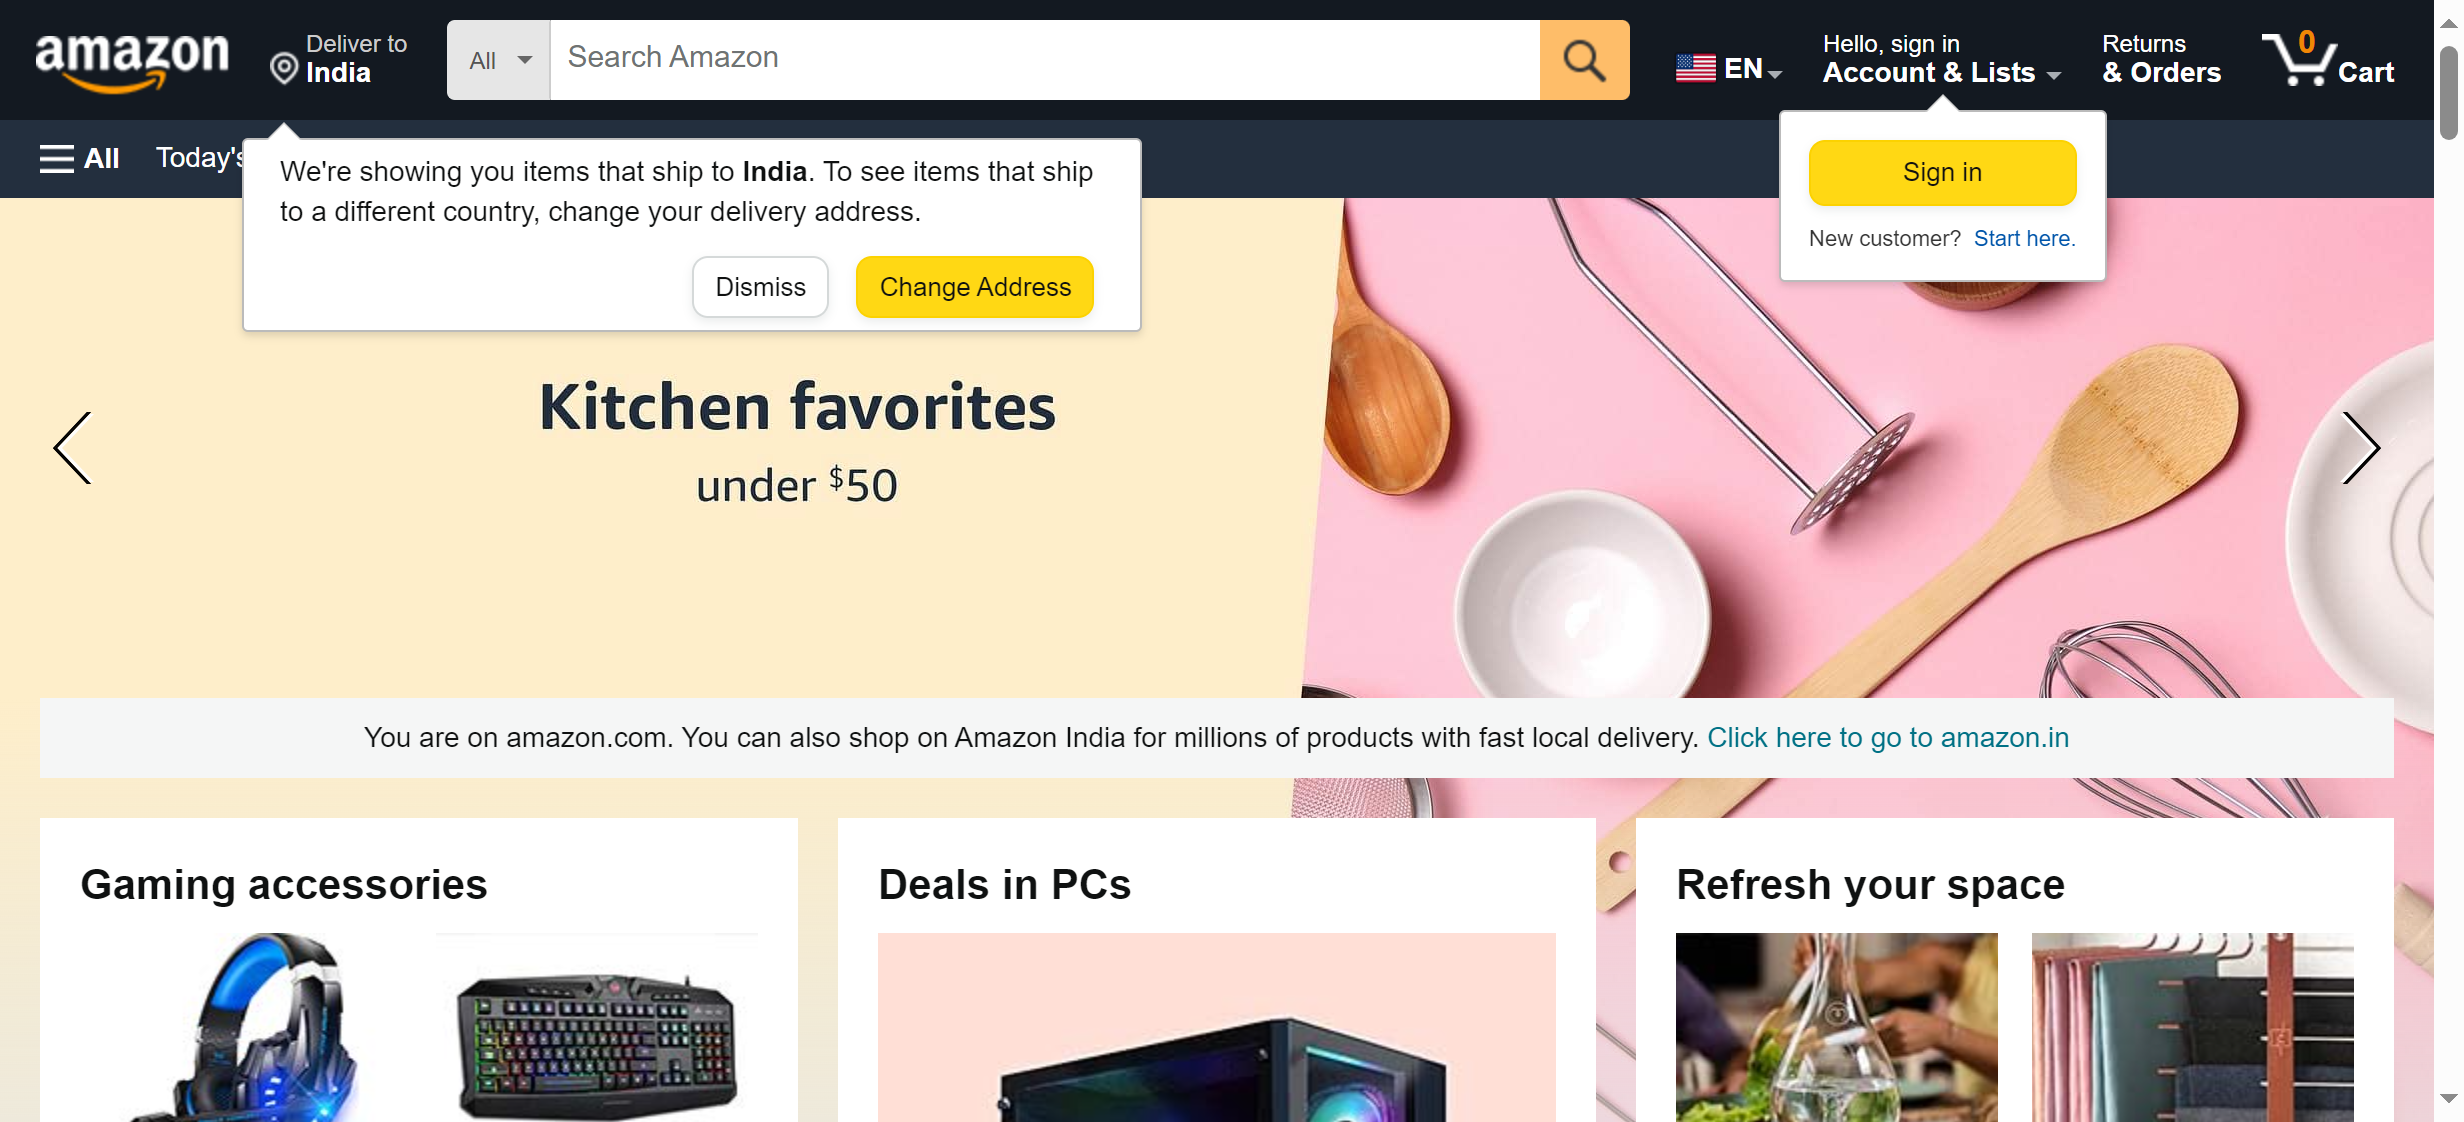 amazon
Deliver to
India
All
Search Amazon
EN
Hello, sign in
Account & Lists
Returns
& Orders
0
Cart
All
Today's
We're showing you items that ship to India. To see items that ship
to a different country, change your delivery address.
Dismiss
Change Address
Sign in
New customer? Start here.
Kitchen favorites
under $50
You are on amazon.com. You can also shop on Amazon India for millions of products with fast local delivery. Click here to go to amazon.in
Gaming accessories
Deals in PCs
Refresh your space